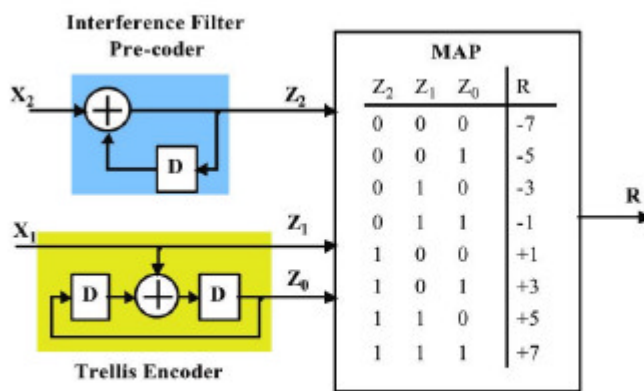 Interference Filter
Pre-coder
X2
Z2
D
X1
Z1
D
D
Z0
Trellis Encoder
MAP
Z2 Z1 Z0 R
0 0 0 -7
0 0 1 -5
0 1 0 -3
0 1 1 -1
1 0 0 +1
1 0 1 +3
1 1 0 +5
1 1 1 +7
R